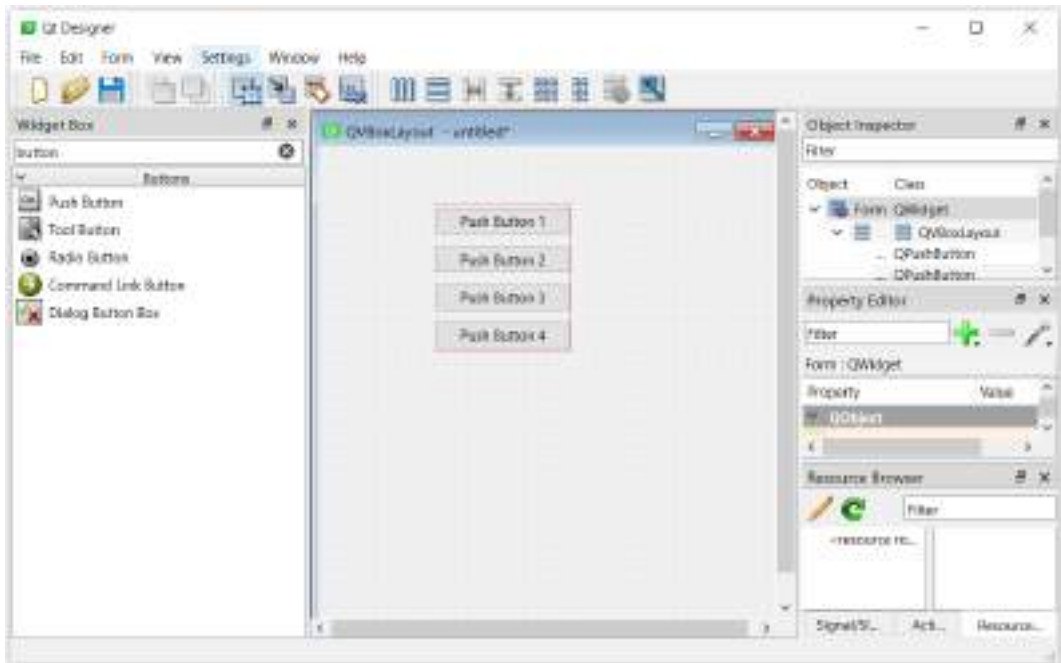 Qt Designer
File Edit Form View Settings Window Help
Widget Box
button
Buttons
Push Button
Tool Button
Radio Button
Command Link Button
Dialog Button Box
QVBoxLayout - untitled*
Push Button 1
Push Button 2
Push Button 3
Push Button 4
Object Inspector
Filter
Object Class
Form QWidget
QVBoxLayout
... QPushButton
... QPushButton
Property Editor
Filter
Form : QWidget
Property Value
QObject
Resource Browser
Filter
<resource ro...
Signal/Sl... Acti... Resource...